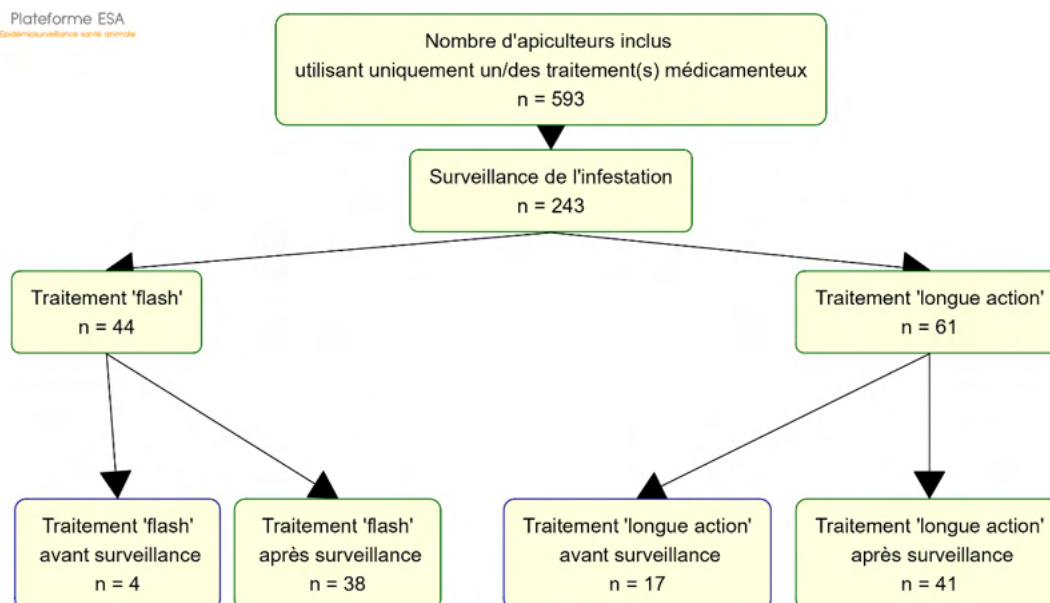 Plateforme ESA
Epidémiosurveillance santé animale
Nombre d'apiculteurs inclus
utilisant uniquement un/des traitement(s) médicamenteux
n = 593
Surveillance de l'infestation
n = 243
Traitement 'flash'
n = 44
Traitement 'longue action'
n = 61
Traitement 'flash'
avant surveillance
n = 4
Traitement 'flash'
après surveillance
n = 38
Traitement 'longue action'
avant surveillance
n = 17
Traitement 'longue action'
après surveillance
n = 41